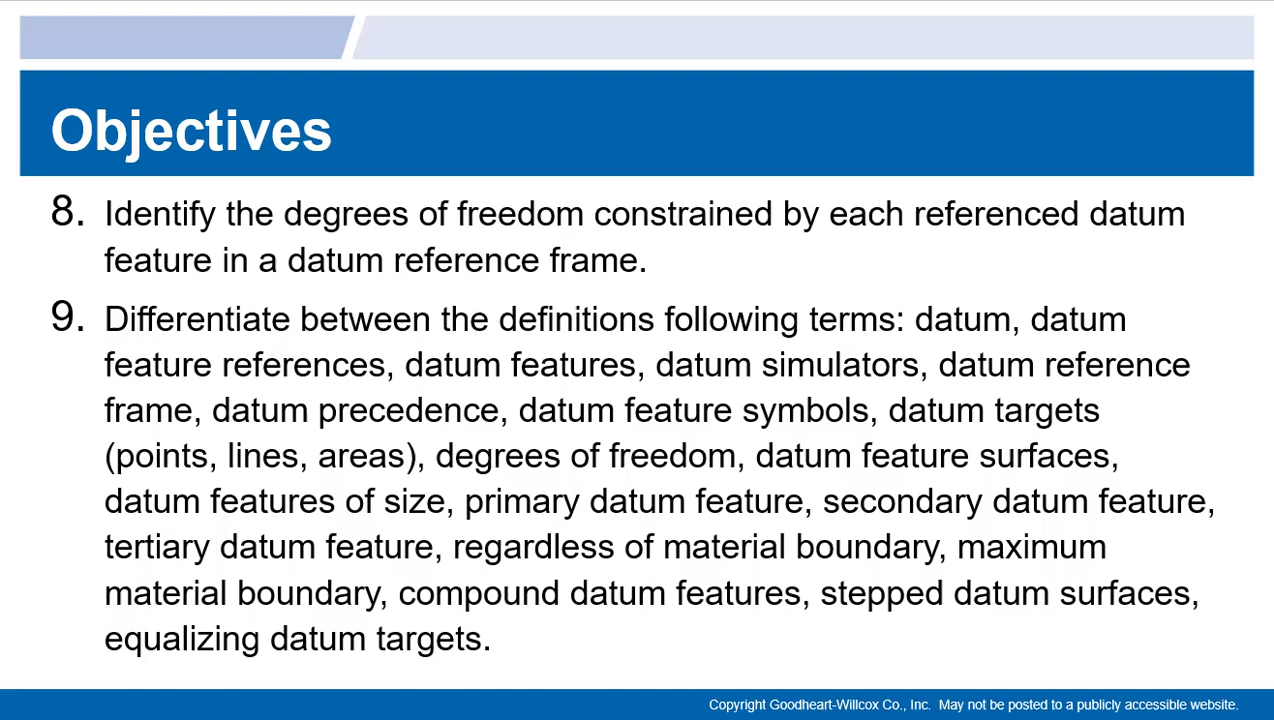 Objectives
8. Identify the degrees of freedom constrained by each referenced datum
feature in a datum reference frame.
9. Differentiate between the definitions following terms: datum, datum
feature references, datum features, datum simulators, datum reference
frame, datum precedence, datum feature symbols, datum targets
(points, lines, areas), degrees of freedom, datum feature surfaces,
datum features of size, primary datum feature, secondary datum feature,
tertiary datum feature, regardless of material boundary, maximum
material boundary, compound datum features, stepped datum surfaces,
equalizing datum targets.
Copyright Goodheart-Willcox Co., Inc. May not be posted to a publicly accessible website.